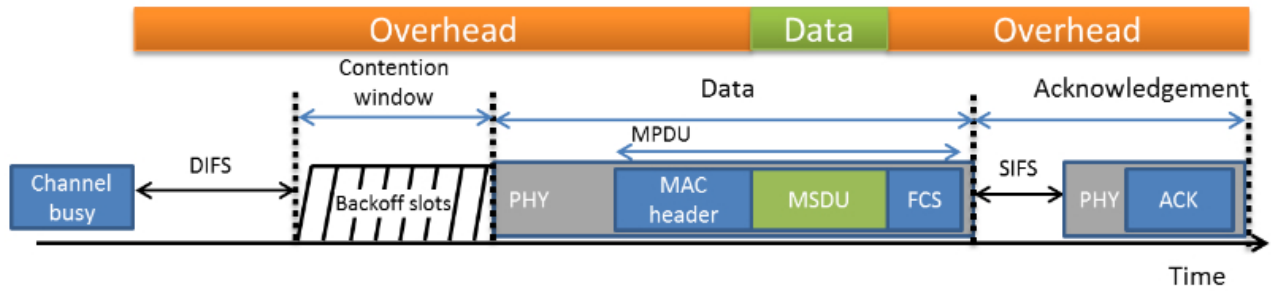 Overhead
Data
Overhead
Contention
window
Data
Acknowledgement
MPDU
DIFS
SIFS
Channel
busy
Backoff slots
PHY
MAC
header
MSDU
FCS
PHY
ACK
Time